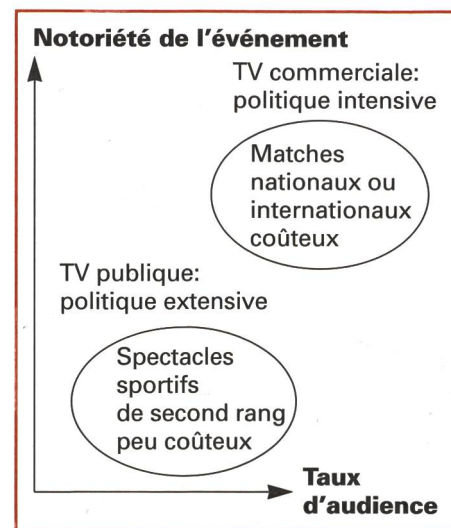 Notoriété de l'événement
TV commerciale:
politique intensive
Matches
nationaux ou
internationaux
coûteux
TV publique:
politique extensive
Spectacles
sportifs
de second rang
peu coûteux
Taux
d'audience